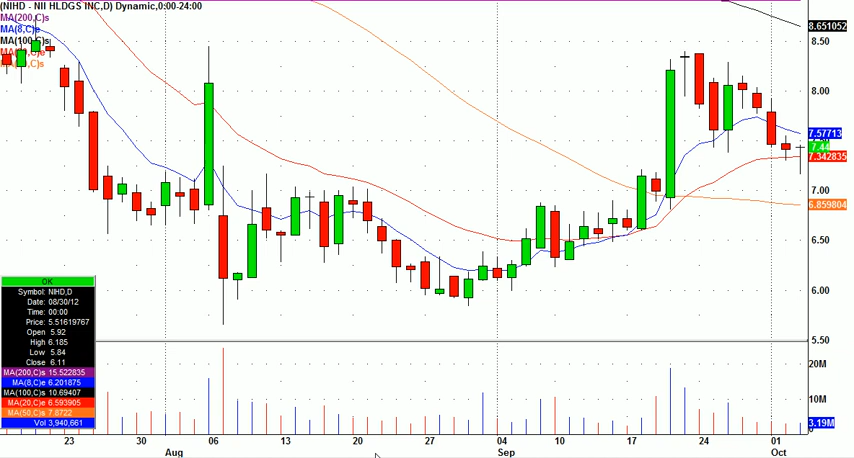 (NIHD - NII HLDGS INC,D) Dynamic,0:00-24:00
MA(200,C)s
MA(8,C)e
MA(100,C)s
8.651052
8.50
8.00
7.57713
7.44
7.342835
7.00
6.859804
6.50
6.00
5.50
OK
Symbol: NIHD,D
Date: 08/30/12
Time: 00:00
Price: 5.51619767
Open 5.92
High 6.185
Low 5.84
Close 6.11
MA(200,C)s 15.522835
MA(8,C)e 6.201875
MA(100,C)s 10.69407
MA(20,C)e 6.593905
MA(50,C)s 7.8722
Vol 3,940,661
20M
10M
3.19M
0
23 30 06 13 20 27 04 10 17 24 01
Aug Sep Oct